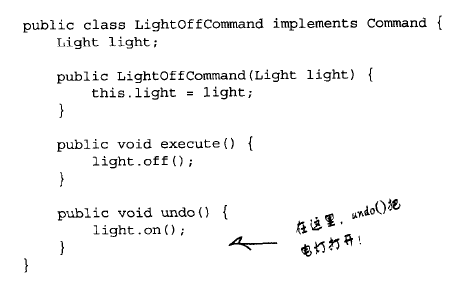 public class LightOffCommand implements Command {
    Light light;

    public LightOffCommand(Light light) {
        this.light = light;
    }

    public void execute() {
        light.off();
    }

    public void undo() {
        light.on();
    }
}
在这里，undo()把
电灯打开！